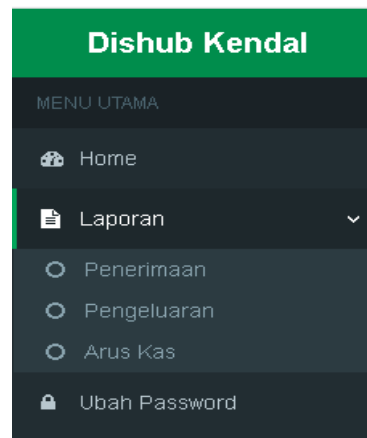 Dishub Kendal
MENU UTAMA
Home
Laporan
Penerimaan
Pengeluaran
Arus Kas
Ubah Password